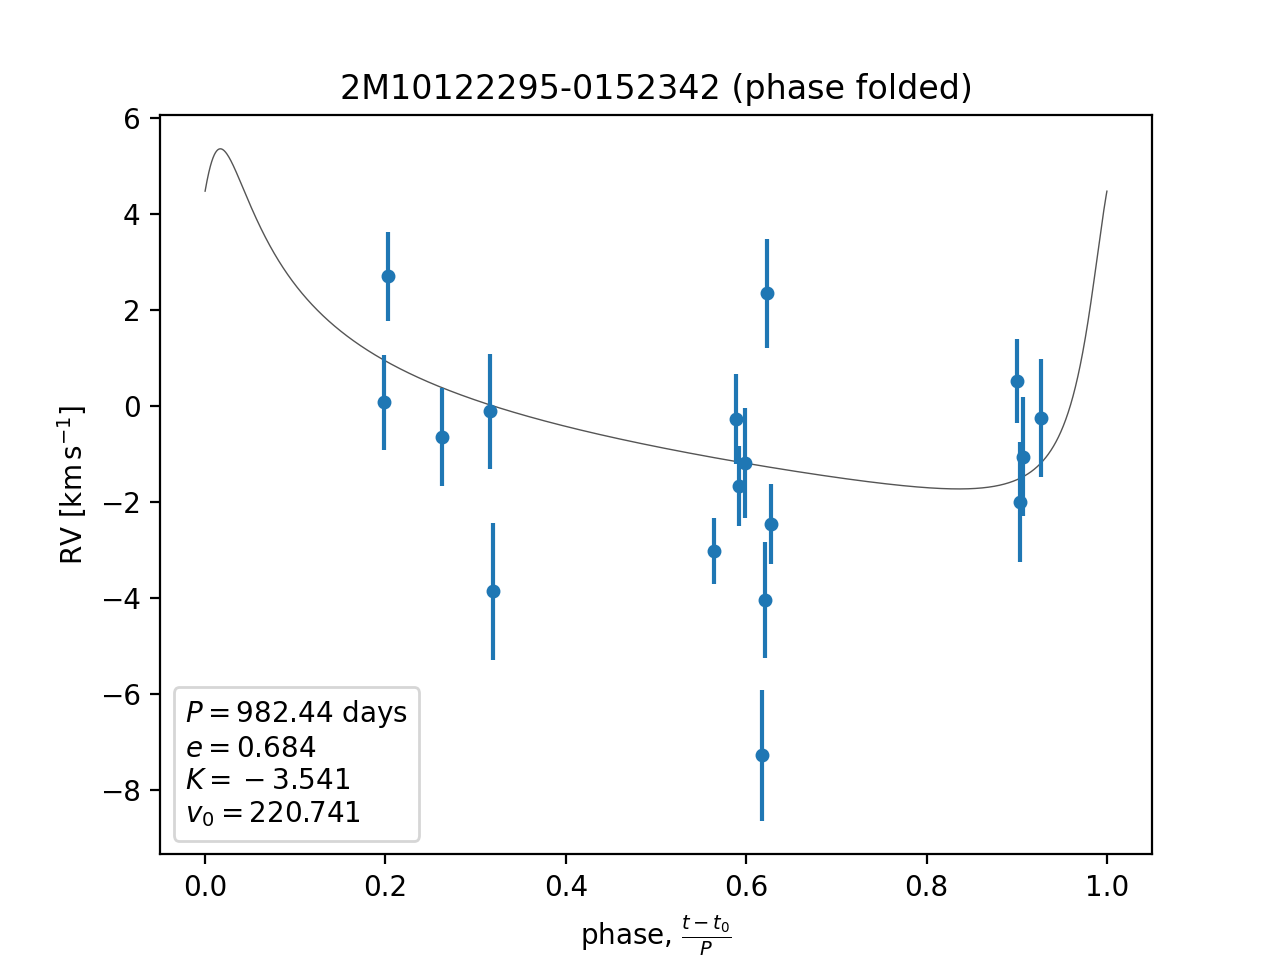 2M10122295-0152342 (phase folded)
6
4
2
0
−2
−4
−6
−8
RV [km s⁻¹]
P = 982.44 days
e = 0.684
K = − 3.541
v₀ = 220.741
0.0 0.2 0.4 0.6 0.8 1.0
phase, (t − t₀)/P